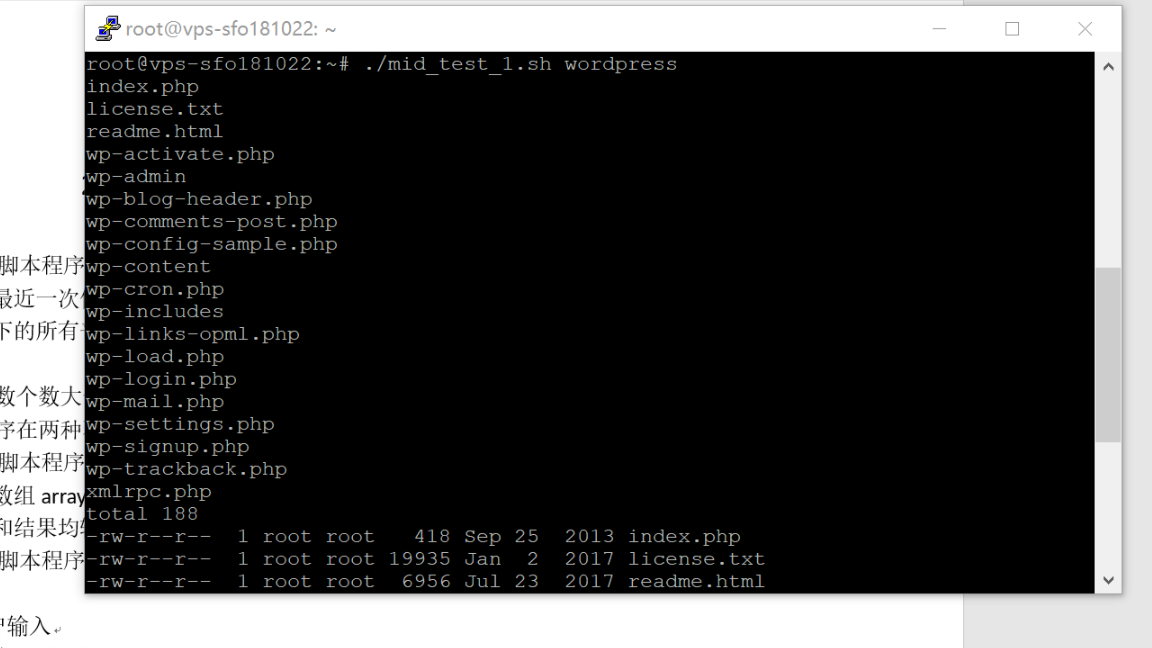 root@vps-sfo181022: ~
root@vps-sfo181022:~# ./mid_test_1.sh wordpress
index.php
license.txt
readme.html
wp-activate.php
wp-admin
wp-blog-header.php
wp-comments-post.php
wp-config-sample.php
wp-content
wp-cron.php
wp-includes
wp-links-opml.php
wp-load.php
wp-login.php
wp-mail.php
wp-settings.php
wp-signup.php
wp-trackback.php
xmlrpc.php
total 188
-rw-r--r-- 1 root root 418 Sep 25 2013 index.php
-rw-r--r-- 1 root root 19935 Jan 2 2017 license.txt
-rw-r--r-- 1 root root 6956 Jul 23 2017 readme.html
脚本程序
最近一次
下的所有
数个数大
序在两种
脚本程序
数组 array
和结果均
脚本程序
户输入